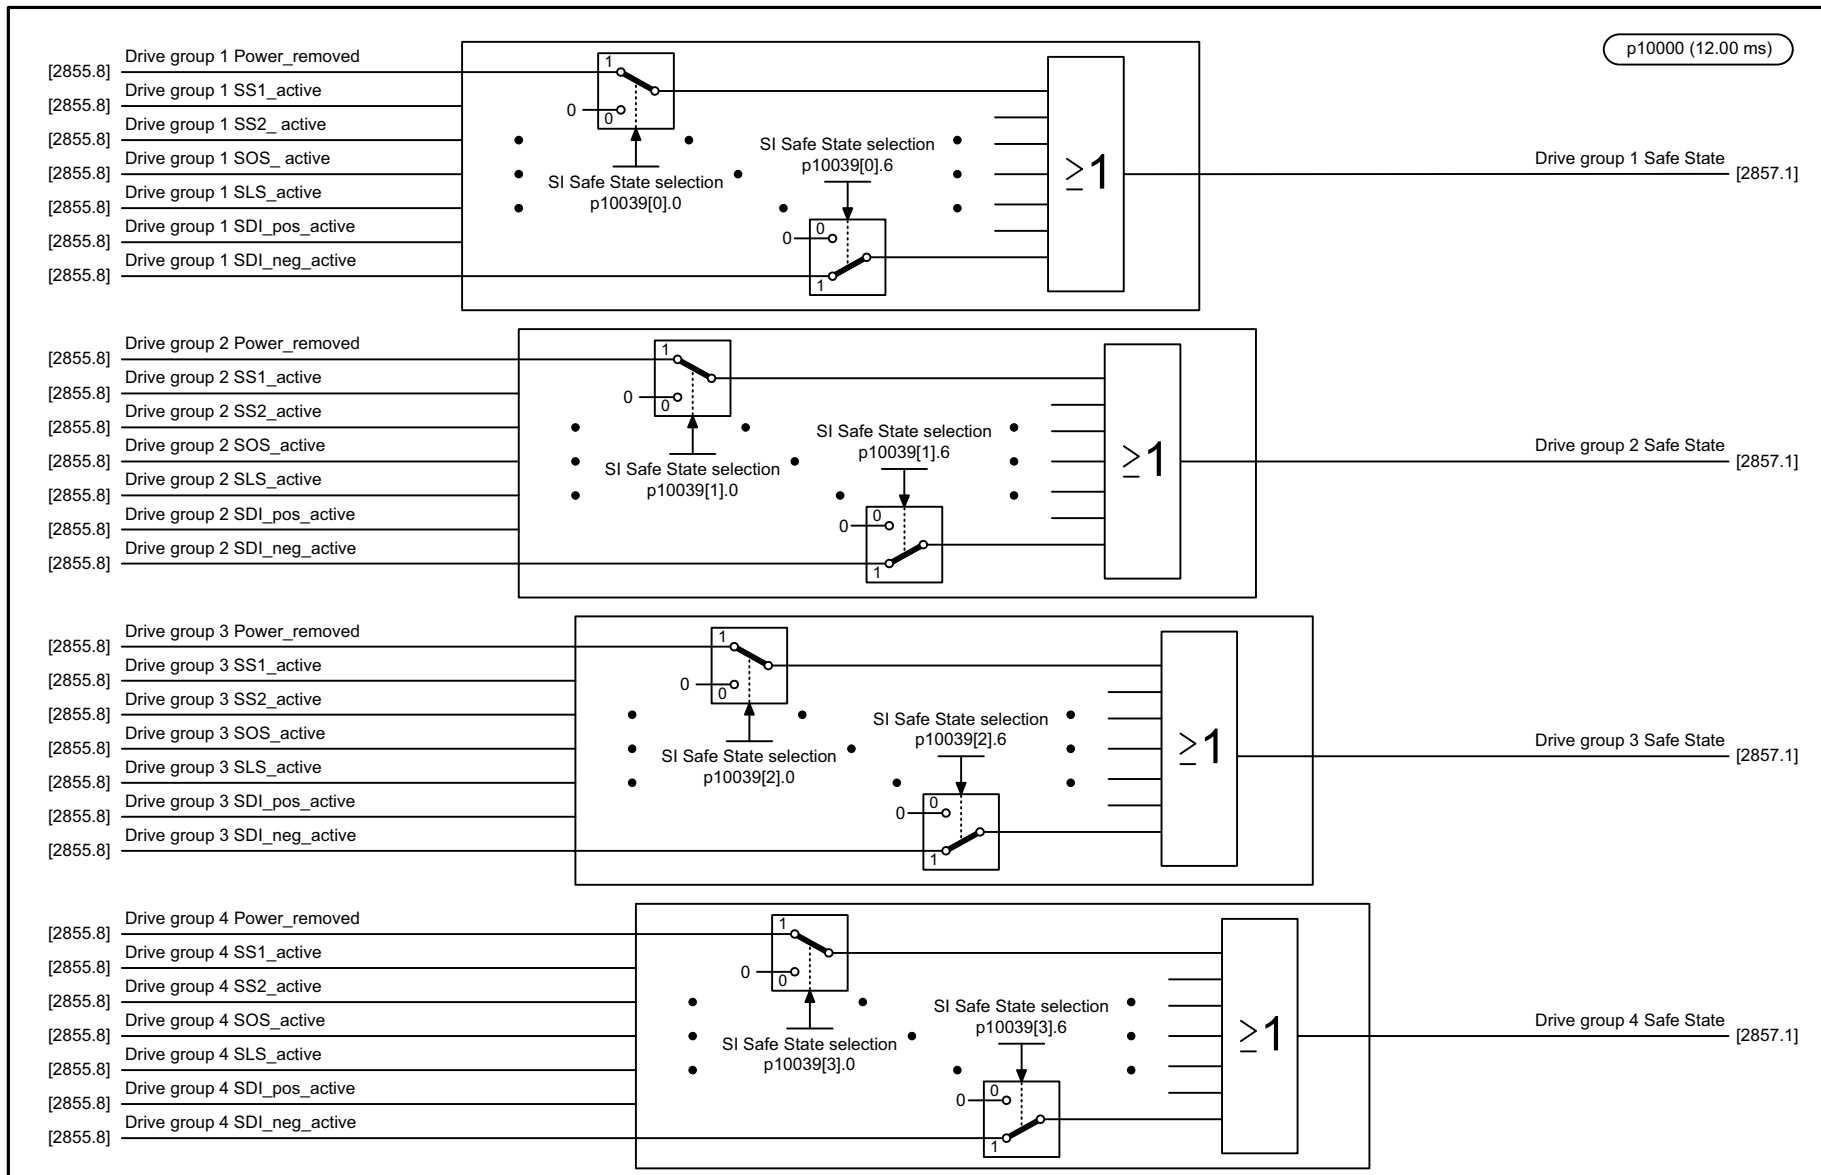 p10000 (12.00 ms)
Drive group 1 Power_removed
[2855.8]
1
Drive group 1 SS1_active
[2855.8]
0
0
Drive group 1 SS2_ active
[2855.8]
SI Safe State selection
p10039[0].6
Drive group 1 SOS_ active
[2855.8]
≥1
Drive group 1 Safe State
[2857.1]
SI Safe State selection
p10039[0].0
Drive group 1 SLS_active
[2855.8]
Drive group 1 SDI_pos_active
[2855.8]
0
0
Drive group 1 SDI_neg_active
[2855.8]
1
Drive group 2 Power_removed
[2855.8]
1
Drive group 2 SS1_active
[2855.8]
0
0
Drive group 2 SS2_active
[2855.8]
SI Safe State selection
p10039[1].6
Drive group 2 SOS_active
[2855.8]
≥1
Drive group 2 Safe State
[2857.1]
SI Safe State selection
p10039[1].0
Drive group 2 SLS_active
[2855.8]
Drive group 2 SDI_pos_active
[2855.8]
0
0
Drive group 2 SDI_neg_active
[2855.8]
1
Drive group 3 Power_removed
[2855.8]
1
Drive group 3 SS1_active
[2855.8]
0
0
Drive group 3 SS2_active
[2855.8]
SI Safe State selection
p10039[2].6
Drive group 3 SOS_active
[2855.8]
≥1
Drive group 3 Safe State
[2857.1]
SI Safe State selection
p10039[2].0
Drive group 3 SLS_active
[2855.8]
Drive group 3 SDI_pos_active
[2855.8]
0
0
Drive group 3 SDI_neg_active
[2855.8]
1
Drive group 4 Power_removed
[2855.8]
1
Drive group 4 SS1_active
[2855.8]
0
0
Drive group 4 SS2_active
[2855.8]
SI Safe State selection
p10039[3].6
Drive group 4 SOS_active
[2855.8]
≥1
Drive group 4 Safe State
[2857.1]
SI Safe State selection
p10039[3].0
Drive group 4 SLS_active
[2855.8]
Drive group 4 SDI_pos_active
[2855.8]
0
0
Drive group 4 SDI_neg_active
[2855.8]
1